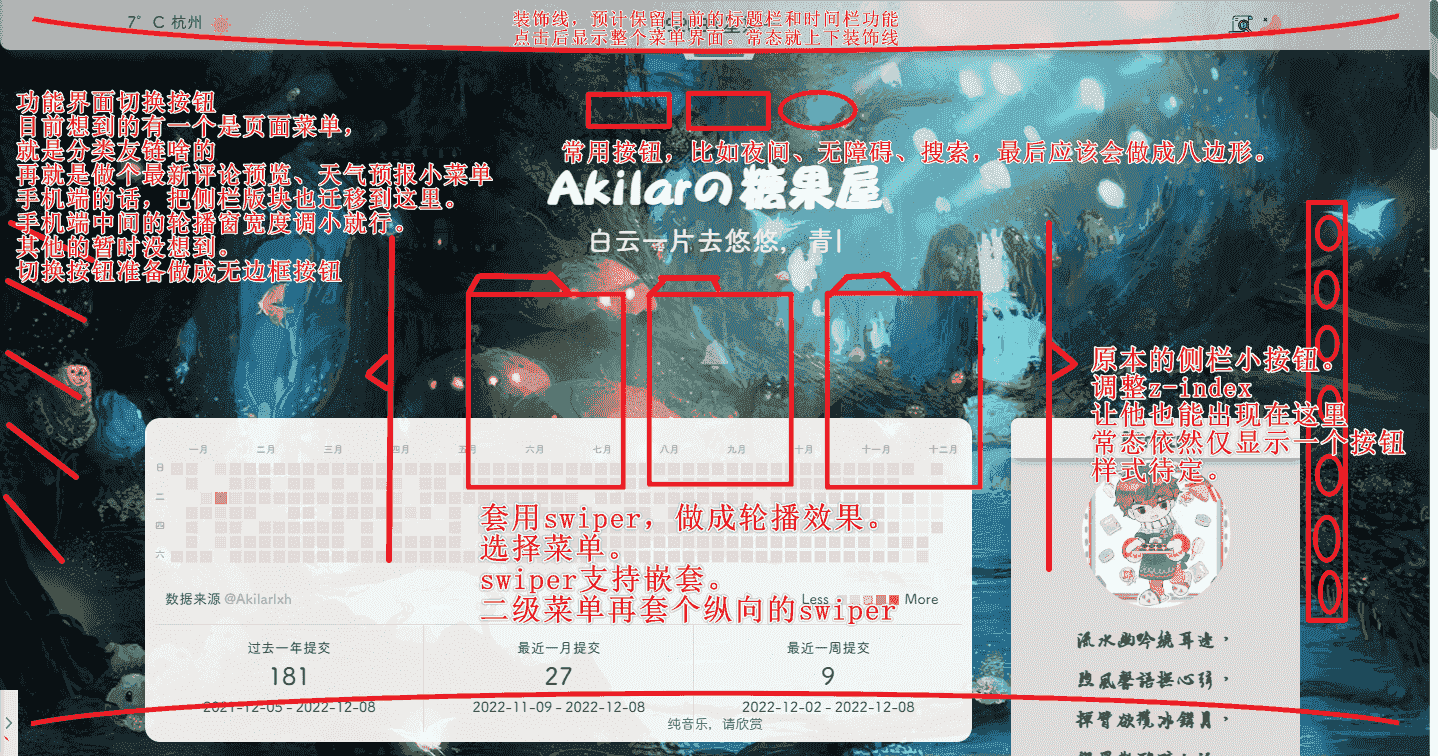 7° C 杭州
装饰线，预计保留目前的标题栏和时间栏功能
点击后显示整个菜单界面。常态就上下装饰线
功能界面切换按钮
目前想到的有一个是页面菜单，
就是分类友链啥的
再就是做个最新评论预览、天气预报小菜单
手机端的话，把侧栏版块也迁移到这里。
手机端中间的轮播窗宽度调小就行。
其他的暂时没想到。
切换按钮准备做成无边框按钮
常用按钮，比如夜间、无障碍、搜索，最后应该会做成八边形。
Akilarの糖果屋
白云一片去悠悠， 青|
原本的侧栏小按钮。
调整z-index
让他也能出现在这里
常态依然仅显示一个按钮
样式待定。
一月 二月 三月 四月 五月 六月 七月 八月 九月 十月 十一月 十二月
日
二
四
六
套用swiper，做成轮播效果。
选择菜单。
swiper支持嵌套。
二级菜单再套个纵向的swiper
数据来源 @Akilarlxh
Less More
过去一年提交 最近一月提交 最近一周提交
181 27 9
2021-12-05 - 2022-12-08 2022-11-09 - 2022-12-08 2022-12-02 - 2022-12-08
纯音乐，请欣赏
流水幽吟绕耳边，